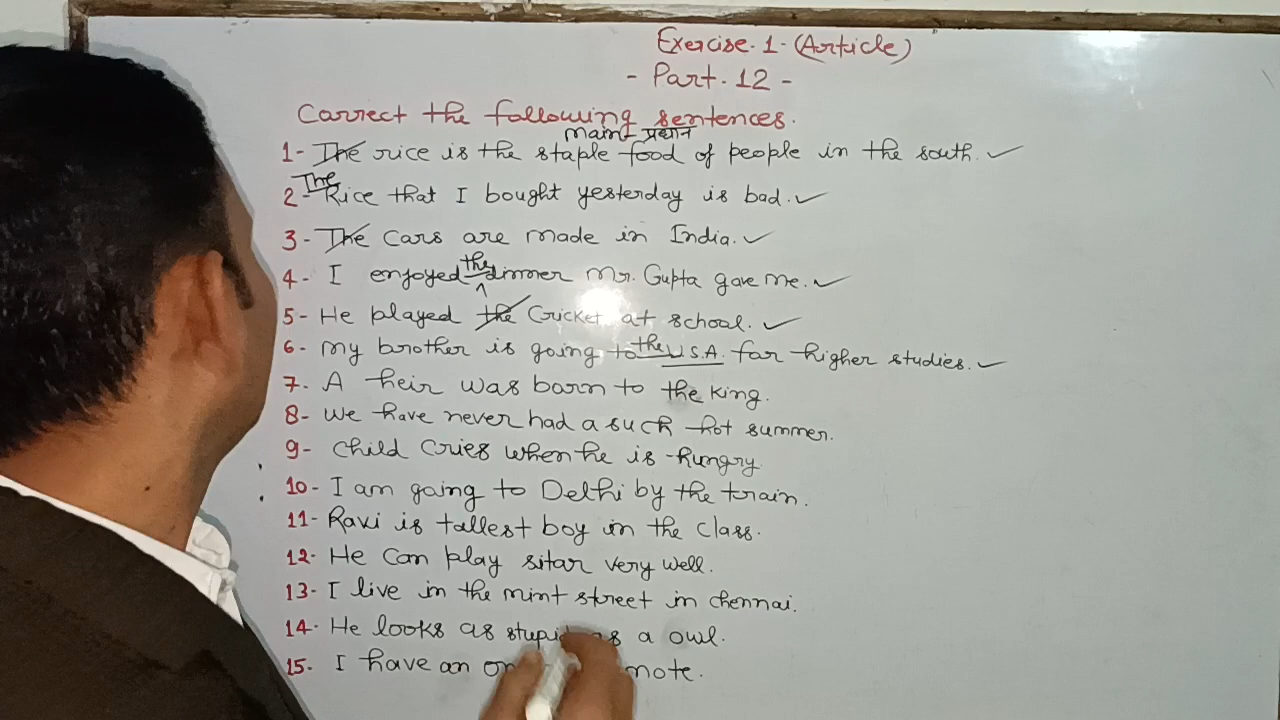 Exercise-1-(Article)
- Part-12 -
Correct the following sentences.
main- प्रधान
1- The rice is the staple food of people in the south.
2- The Rice that I bought yesterday is bad.
3- The Cars are made in India.
4- I enjoyed the dinner Mr. Gupta gave me.
5- He played the Cricket at school.
6- My brother is going to the U.S.A. for higher studies.
7- A heir was born to the king.
8- We have never had a such hot summer.
9- Child Cries when he is hungry.
10- I am going to Delhi by the train.
11- Ravi is tallest boy in the class.
12- He Can play sitar very well.
13- I live in the mint street in Chennai.
14- He looks as a owl.
15. I have an note.